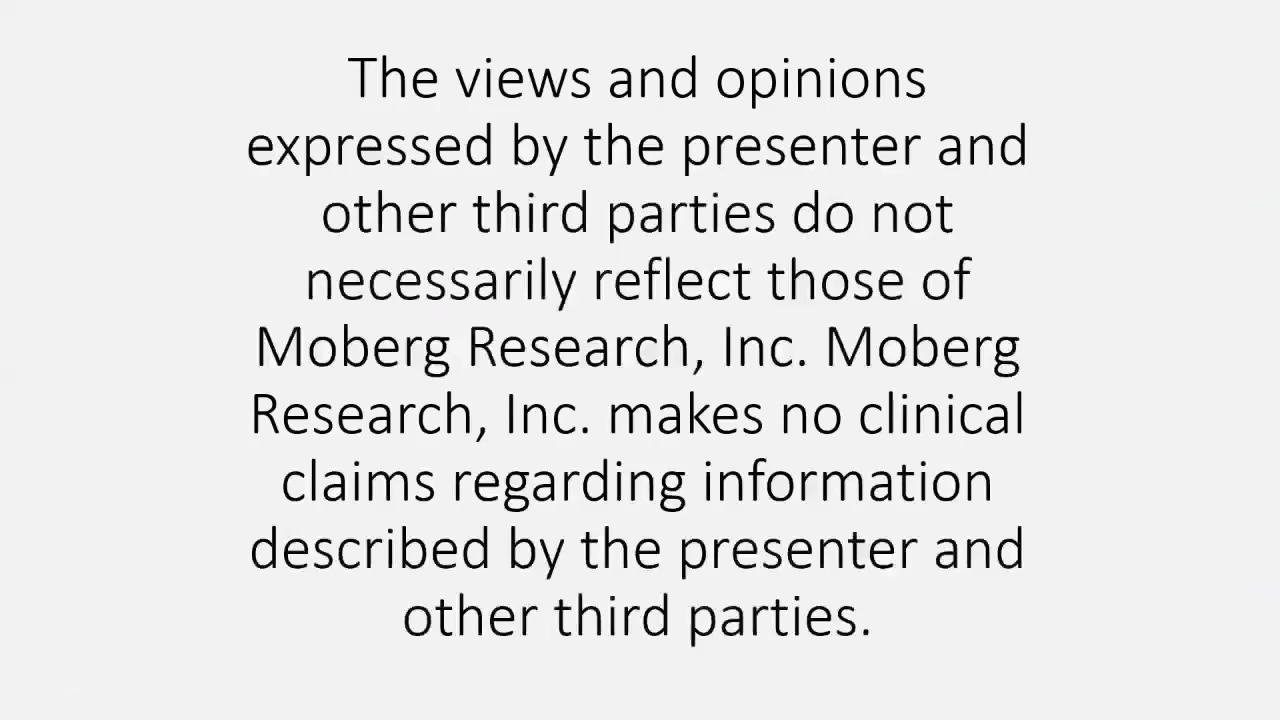 The views and opinions
expressed by the presenter and
other third parties do not
necessarily reflect those of
Moberg Research, Inc. Moberg
Research, Inc. makes no clinical
claims regarding information
described by the presenter and
other third parties.